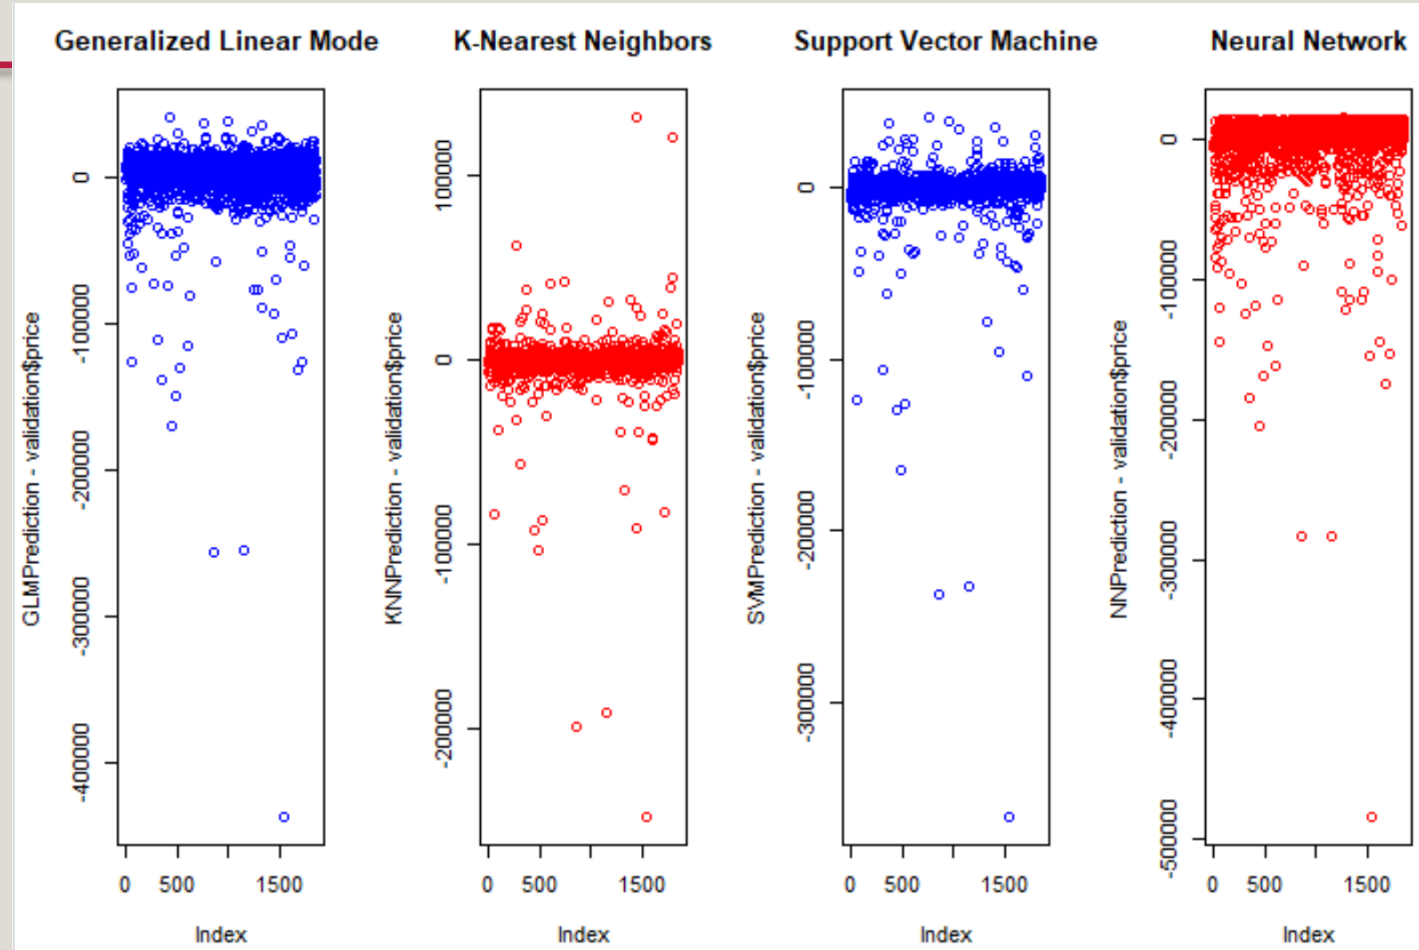 Generalized Linear Mode
K-Nearest Neighbors
Support Vector Machine
Neural Network
GLMPrediction - validation$price
0
-100000
-200000
-300000
-400000
0 500 1500
Index
KNNPrediction - validation$price
100000
0
-100000
-200000
0 500 1500
Index
SVMPrediction - validation$price
0
-100000
-200000
-300000
0 500 1500
Index
NNPrediction - validation$price
0
-100000
-200000
-300000
-400000
-500000
0 500 1500
Index